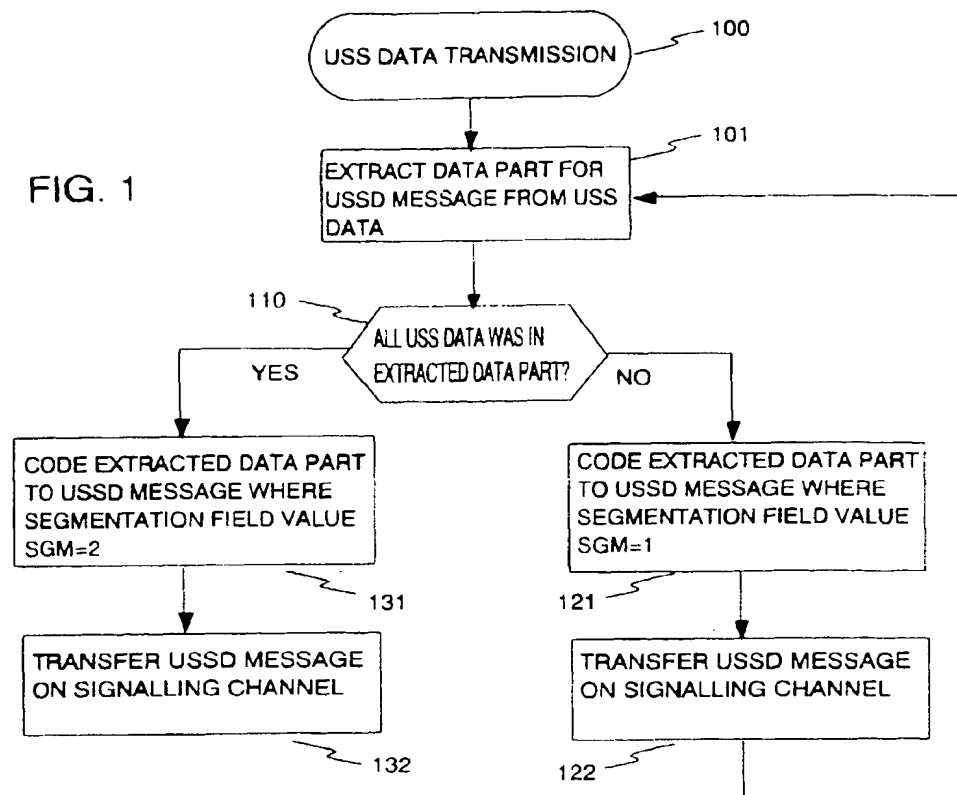 100
USS DATA TRANSMISSION
101
FIG. 1
EXTRACT DATA PART FOR
USSD MESSAGE FROM USS
DATA
110
ALL USS DATA WAS IN
EXTRACTED DATA PART?
YES
NO
CODE EXTRACTED DATA PART
TO USSD MESSAGE WHERE
SEGMENTATION FIELD VALUE
SGM=2
131
CODE EXTRACTED DATA PART
TO USSD MESSAGE WHERE
SEGMENTATION FIELD VALUE
SGM=1
121
TRANSFER USSD MESSAGE
ON SIGNALLING CHANNEL
132
TRANSFER USSD MESSAGE
ON SIGNALLING CHANNEL
122